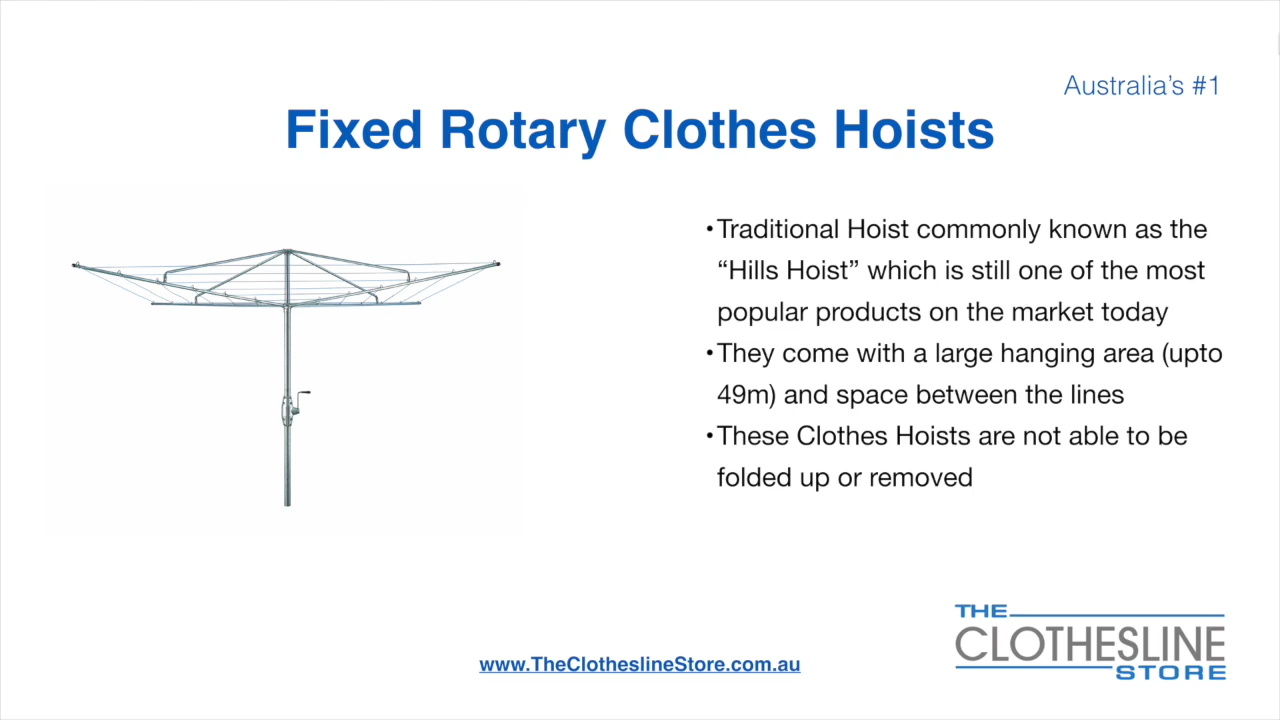 Australia’s #1
Fixed Rotary Clothes Hoists
•Traditional Hoist commonly known as the
“Hills Hoist” which is still one of the most
popular products on the market today
•They come with a large hanging area (upto
49m) and space between the lines
•These Clothes Hoists are not able to be
folded up or removed
www.TheClotheslineStore.com.au
THE
CLOTHESLINE
STORE